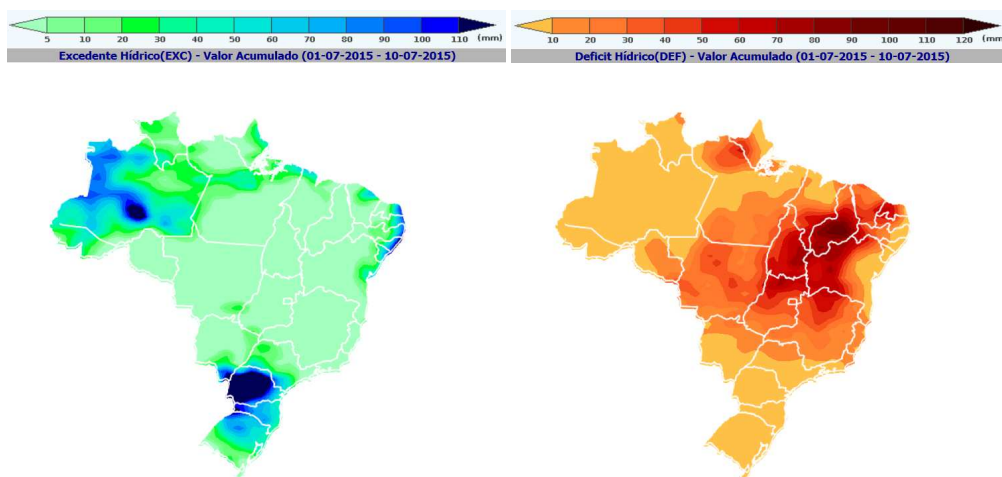 5 10 20 30 40 50 60 70 80 90 100 110 (mm)
Excedente Hídrico(EXC) - Valor Acumulado (01-07-2015 - 10-07-2015)
10 20 30 40 50 60 70 80 90 100 110 120 (mm
Deficit Hídrico(DEF) - Valor Acumulado (01-07-2015 - 10-07-2015)